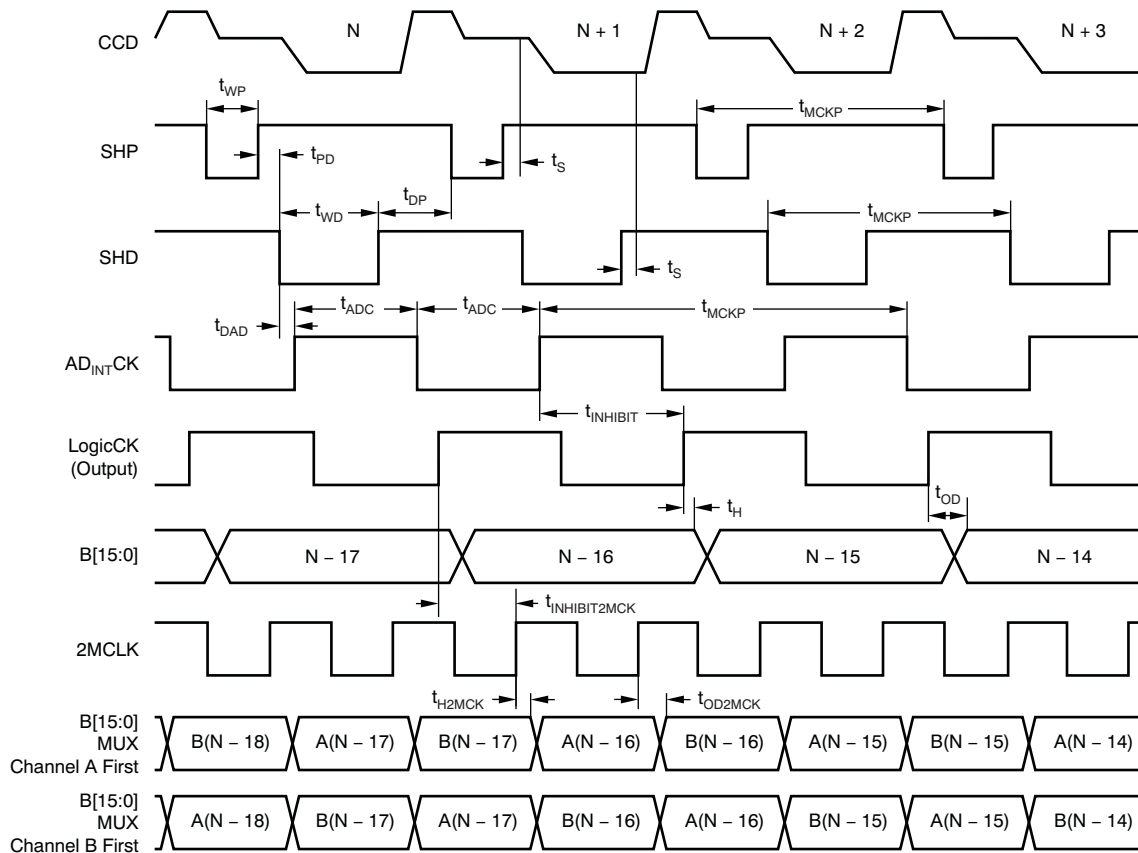 CCD
N
N + 1
N + 2
N + 3
tWP
tMCKP
SHP
tPD
tS
tDP
tWD
tMCKP
SHD
tS
tADC
tADC
tMCKP
tDAD
ADINTCK
tINHIBIT
LogicCK
(Output)
tH
tOD
B[15:0]
N − 17
N − 16
N − 15
N − 14
tINHIBIT2MCK
2MCLK
tH2MCK
tOD2MCK
B[15:0]
MUX
Channel A First
B(N − 18)
A(N − 17)
B(N − 17)
A(N − 16)
B(N − 16)
A(N − 15)
B(N − 15)
A(N − 14)
B[15:0]
MUX
Channel B First
A(N − 18)
B(N − 17)
A(N − 17)
B(N − 16)
A(N − 16)
B(N − 15)
A(N − 15)
B(N − 14)